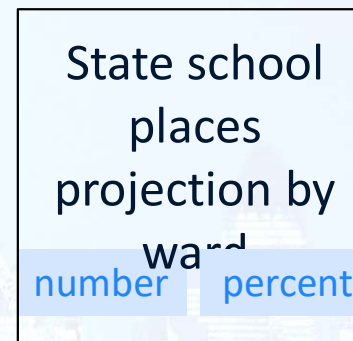 State school
places
projection by
ward
number percent